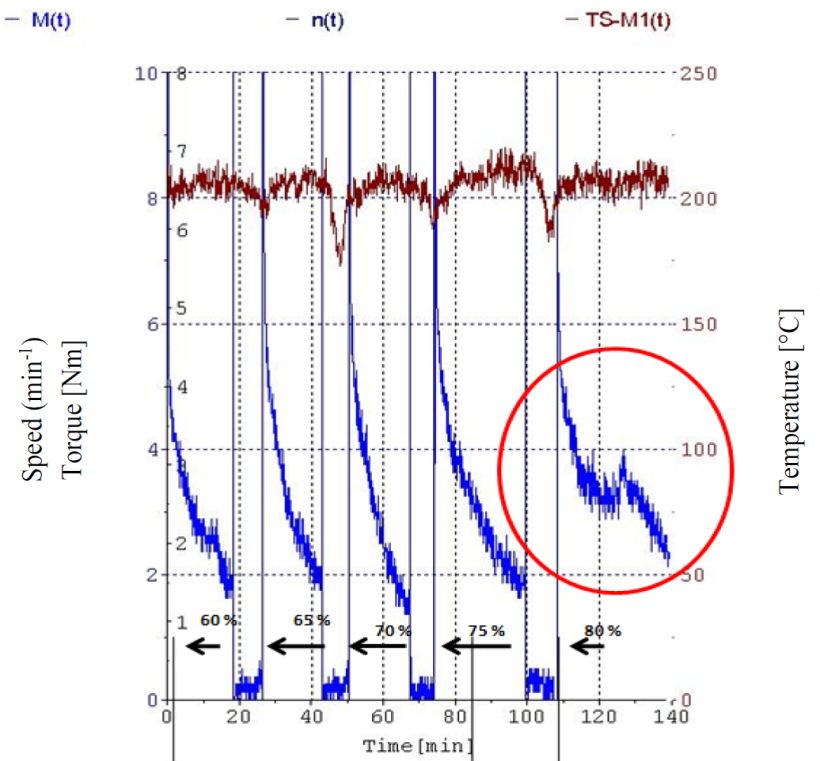 M(t) n(t) TS-M1(t)
10 8 250
7
8 200
6
5
6 150
4
4 100
2
2 50
1
60 % 65 % 70 % 75 % 80 %
0 0
0 20 40 60 80 100 120 140
Time [min]
Speed (min-1)
Torque [Nm]
Temperature [°C]